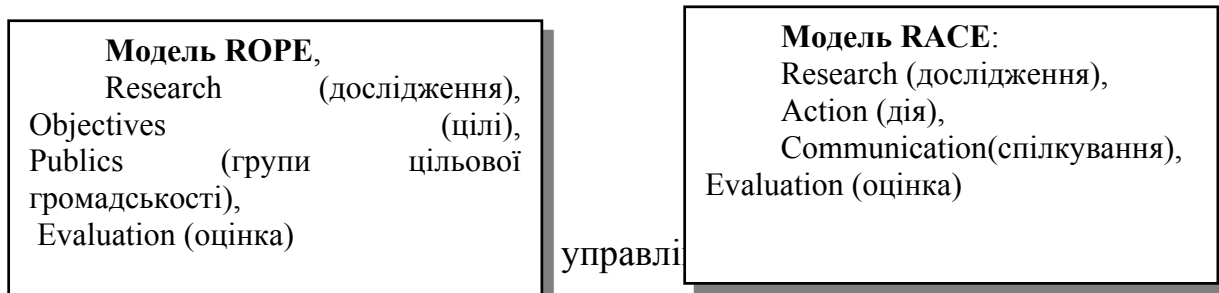 Модель ROPE,
Research (дослідження),
Objectives (цілі),
Publics (групи цільової
громадськості),
Evaluation (оцінка)
Модель RACE:
Research (дослідження),
Action (дія),
Communication(спілкування),
Evaluation (оцінка)